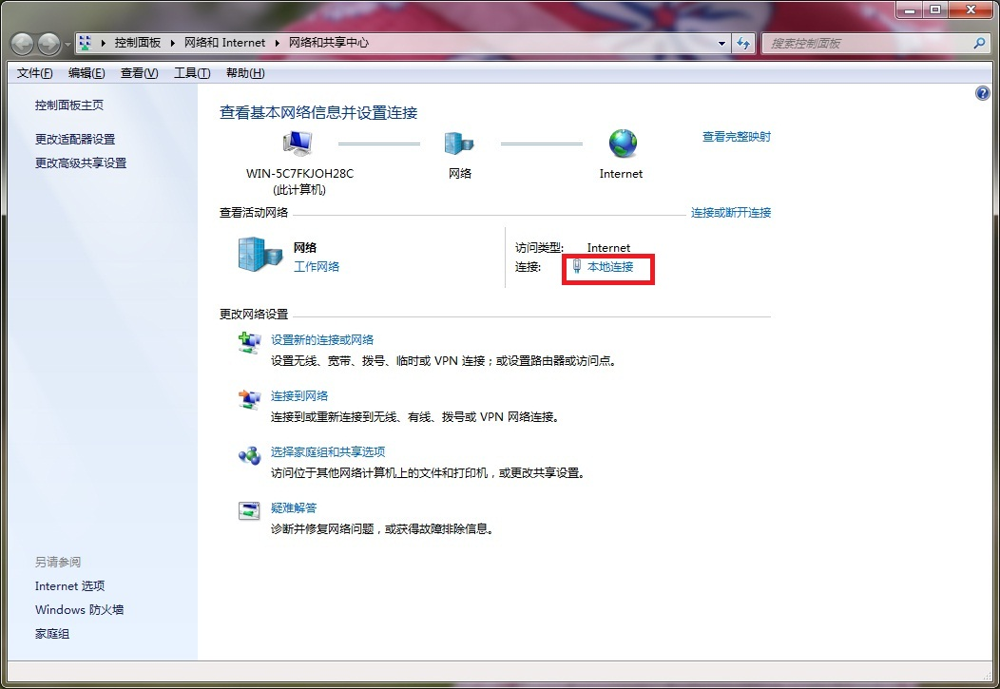 控制面板 ▸ 网络和 Internet ▸ 网络和共享中心
搜索控制面板
文件(F) 编辑(E) 查看(V) 工具(T) 帮助(H)
控制面板主页
更改适配器设置
更改高级共享设置
查看基本网络信息并设置连接
WIN-5C7FKJOH28C
(此计算机)
网络
Internet
查看完整映射
查看活动网络
连接或断开连接
网络
工作网络
访问类型: Internet
连接: 本地连接
更改网络设置
设置新的连接或网络
设置无线、宽带、拨号、临时或 VPN 连接；或设置路由器或访问点。
连接到网络
连接到或重新连接到无线、有线、拨号或 VPN 网络连接。
选择家庭组和共享选项
访问位于其他网络计算机上的文件和打印机，或更改共享设置。
疑难解答
诊断并修复网络问题，或获得故障排除信息。
另请参阅
Internet 选项
Windows 防火墙
家庭组